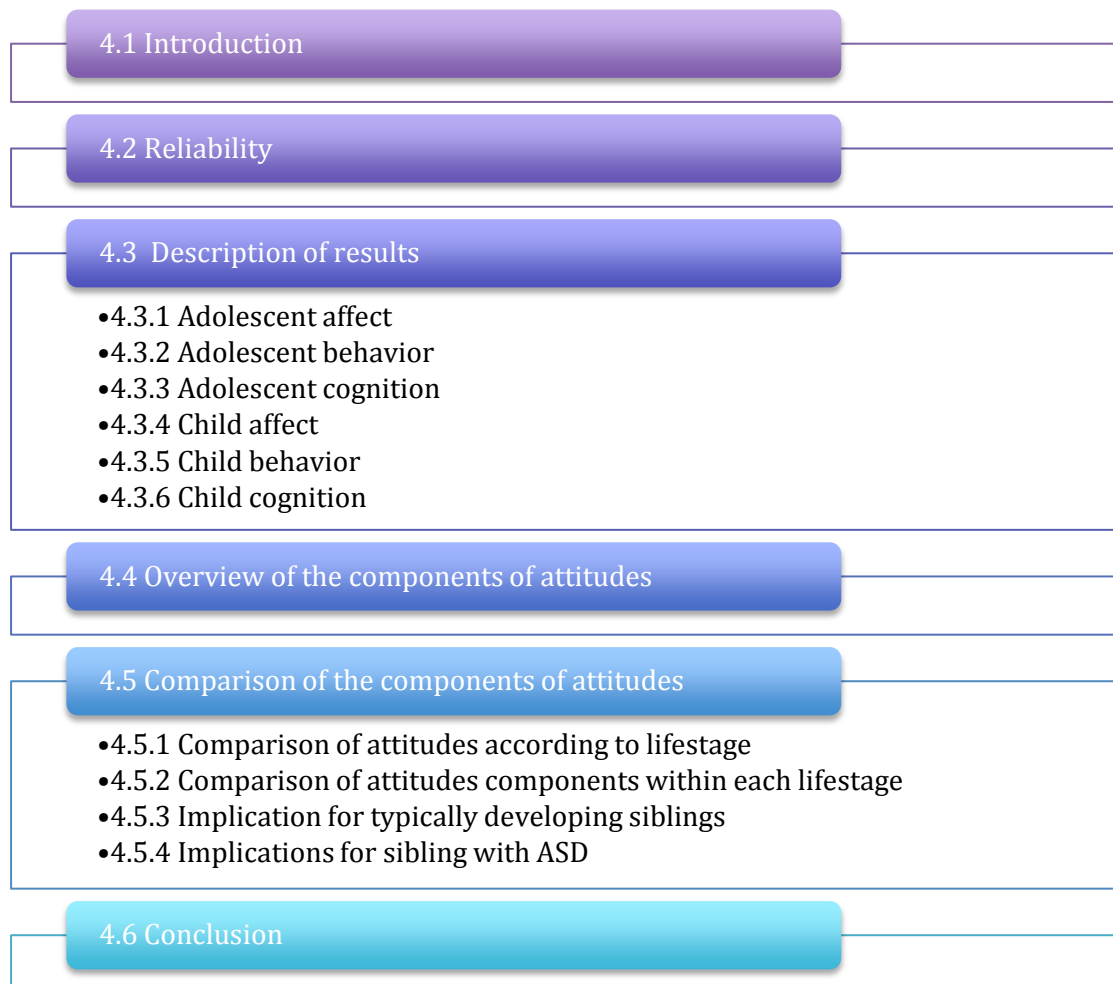 4.1 Introduction
4.2 Reliability
4.3  Description of results
•4.3.1 Adolescent affect
•4.3.2 Adolescent behavior
•4.3.3 Adolescent cognition
•4.3.4 Child affect
•4.3.5 Child behavior
•4.3.6 Child cognition
4.4 Overview of the components of attitudes
4.5 Comparison of the components of attitudes
•4.5.1 Comparison of attitudes according to lifestage
•4.5.2 Comparison of attitudes components within each lifestage
•4.5.3 Implication for typically developing siblings
•4.5.4 Implications for sibling with ASD
4.6 Conclusion